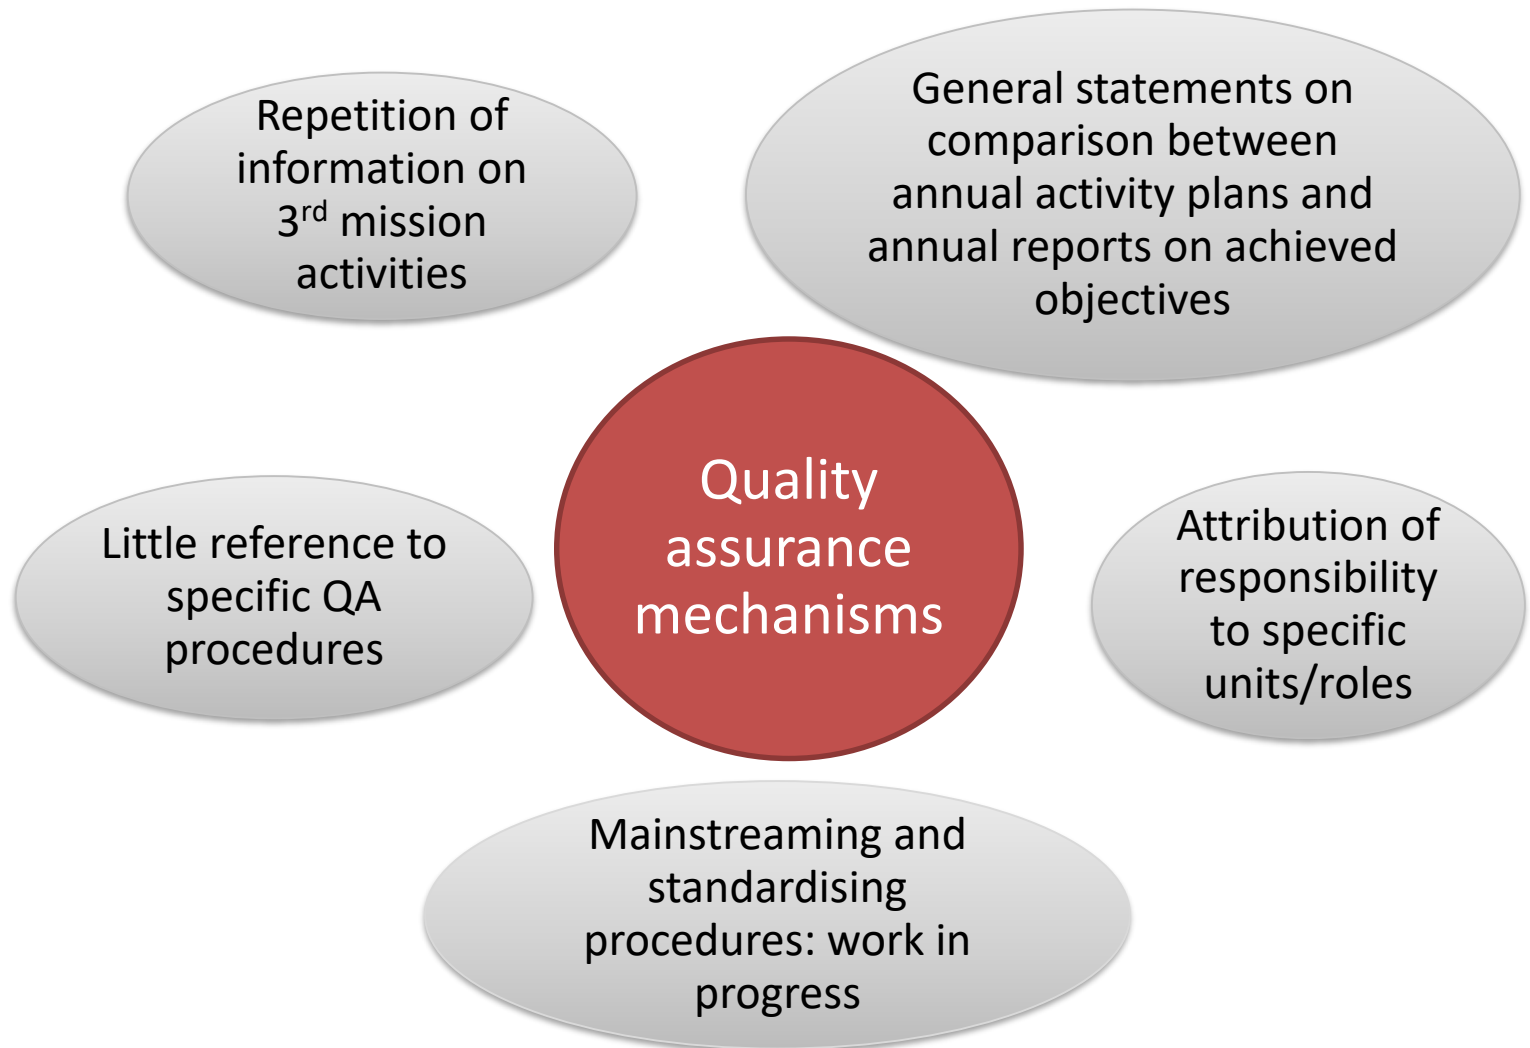 Repetition of
information on
3rd mission
activities
General statements on
comparison between
annual activity plans and
annual reports on achieved
objectives
Quality
assurance
mechanisms
Little reference to
specific QA
procedures
Attribution of
responsibility
to specific
units/roles
Mainstreaming and
standardising
procedures: work in
progress